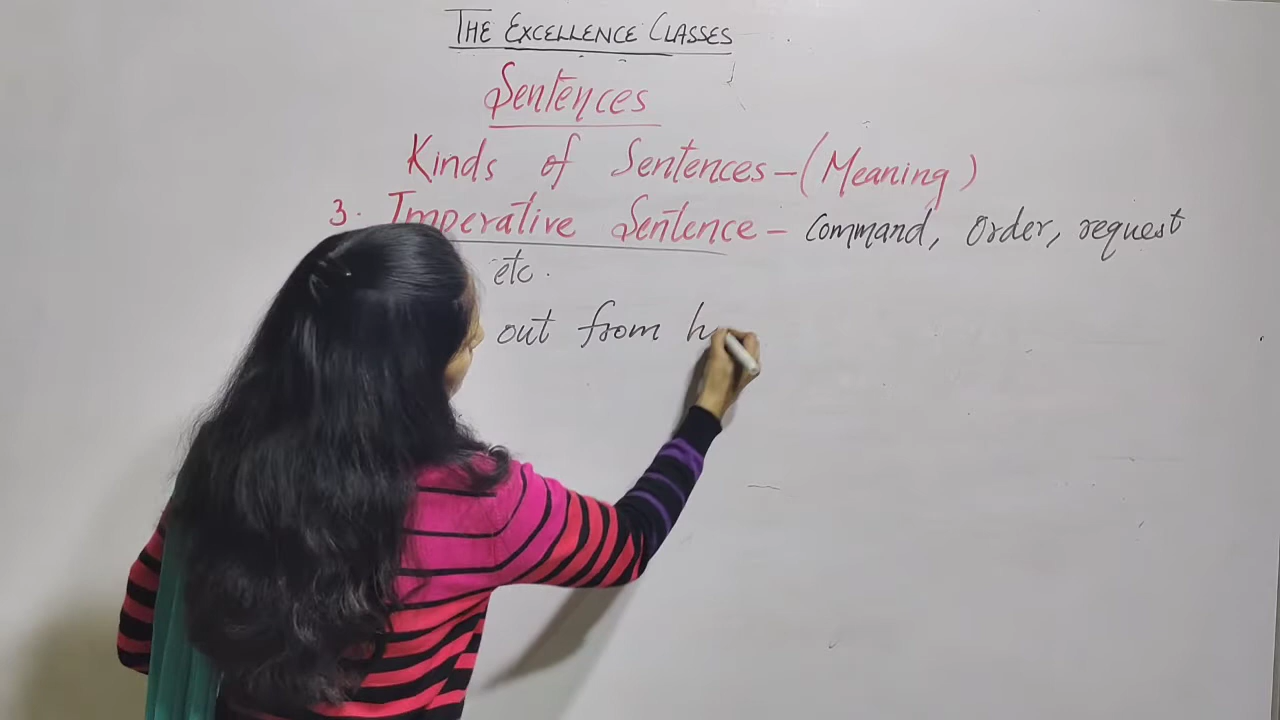 THE EXCELLENCE CLASSES
Sentences
Kinds of Sentences - (Meaning)
3. Imperative Sentence - Command, Order, request
etc.
out from